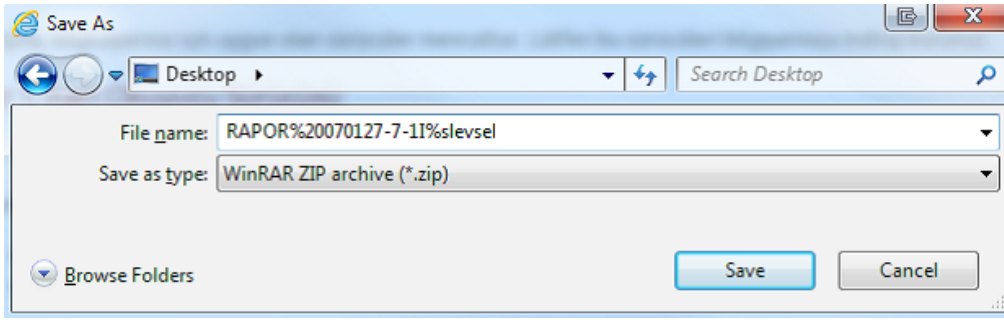 Save As
Desktop
Search Desktop
File name: RAPOR%20070127-7-1I%slevsel
Save as type: WinRAR ZIP archive (*.zip)
Browse Folders
Save
Cancel